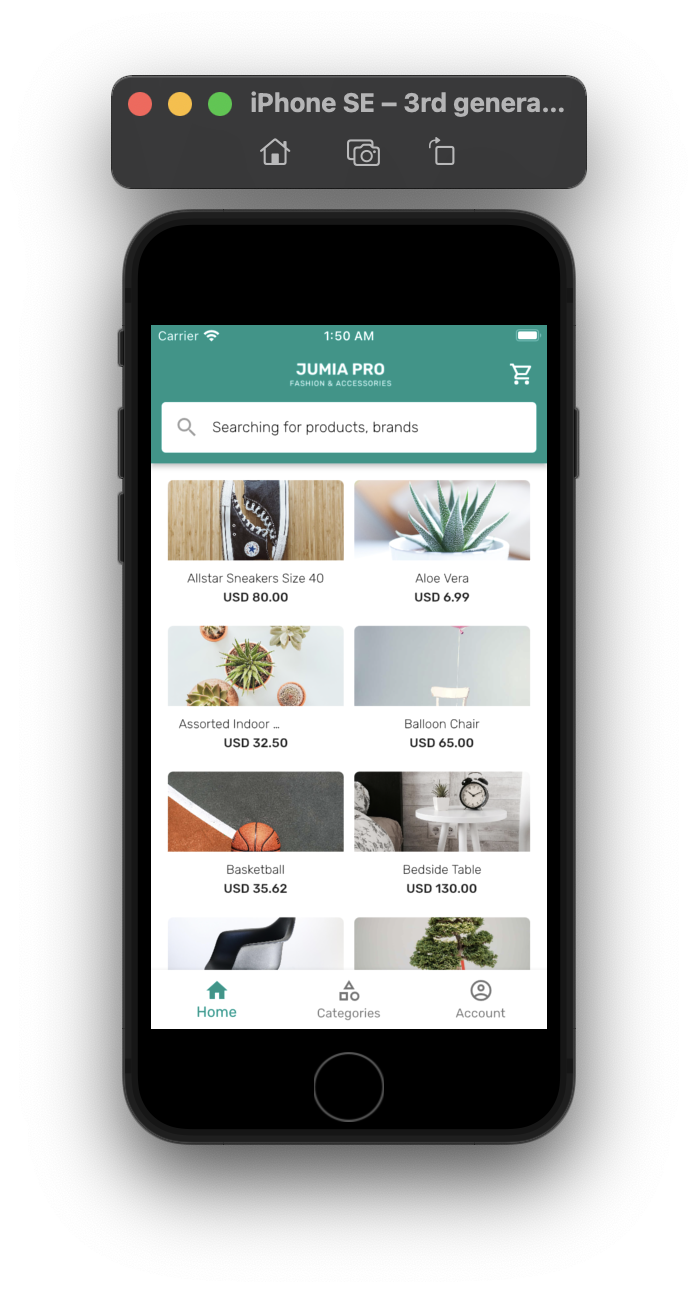 iPhone SE – 3rd genera...
Carrier
1:50 AM
JUMIA PRO
FASHION & ACCESSORIES
Searching for products, brands
Allstar Sneakers Size 40
USD 80.00
Aloe Vera
USD 6.99
Assorted Indoor ...
USD 32.50
Balloon Chair
USD 65.00
Basketball
USD 35.62
Bedside Table
USD 130.00
Home
Categories
Account